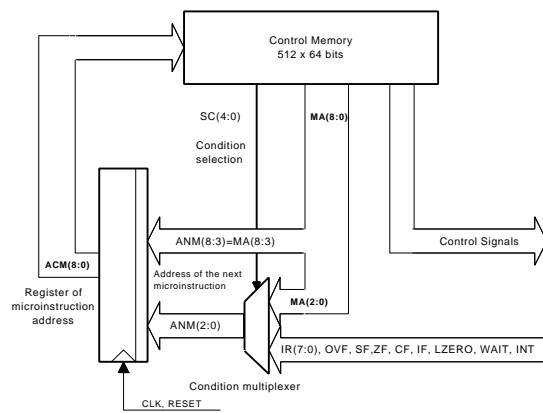 Control Memory
512 x 64 bits
SC(4:0)
MA(8:0)
Condition
selection
ANM(8:3)=MA(8:3)
Control Signals
ACM(8:0)
Address of the next
microinstruction
Register of
microinstruction
address
MA(2:0)
ANM(2:0)
IR(7:0), OVF, SF,ZF, CF, IF, LZERO, WAIT, INT
Condition multiplexer
CLK, RESET